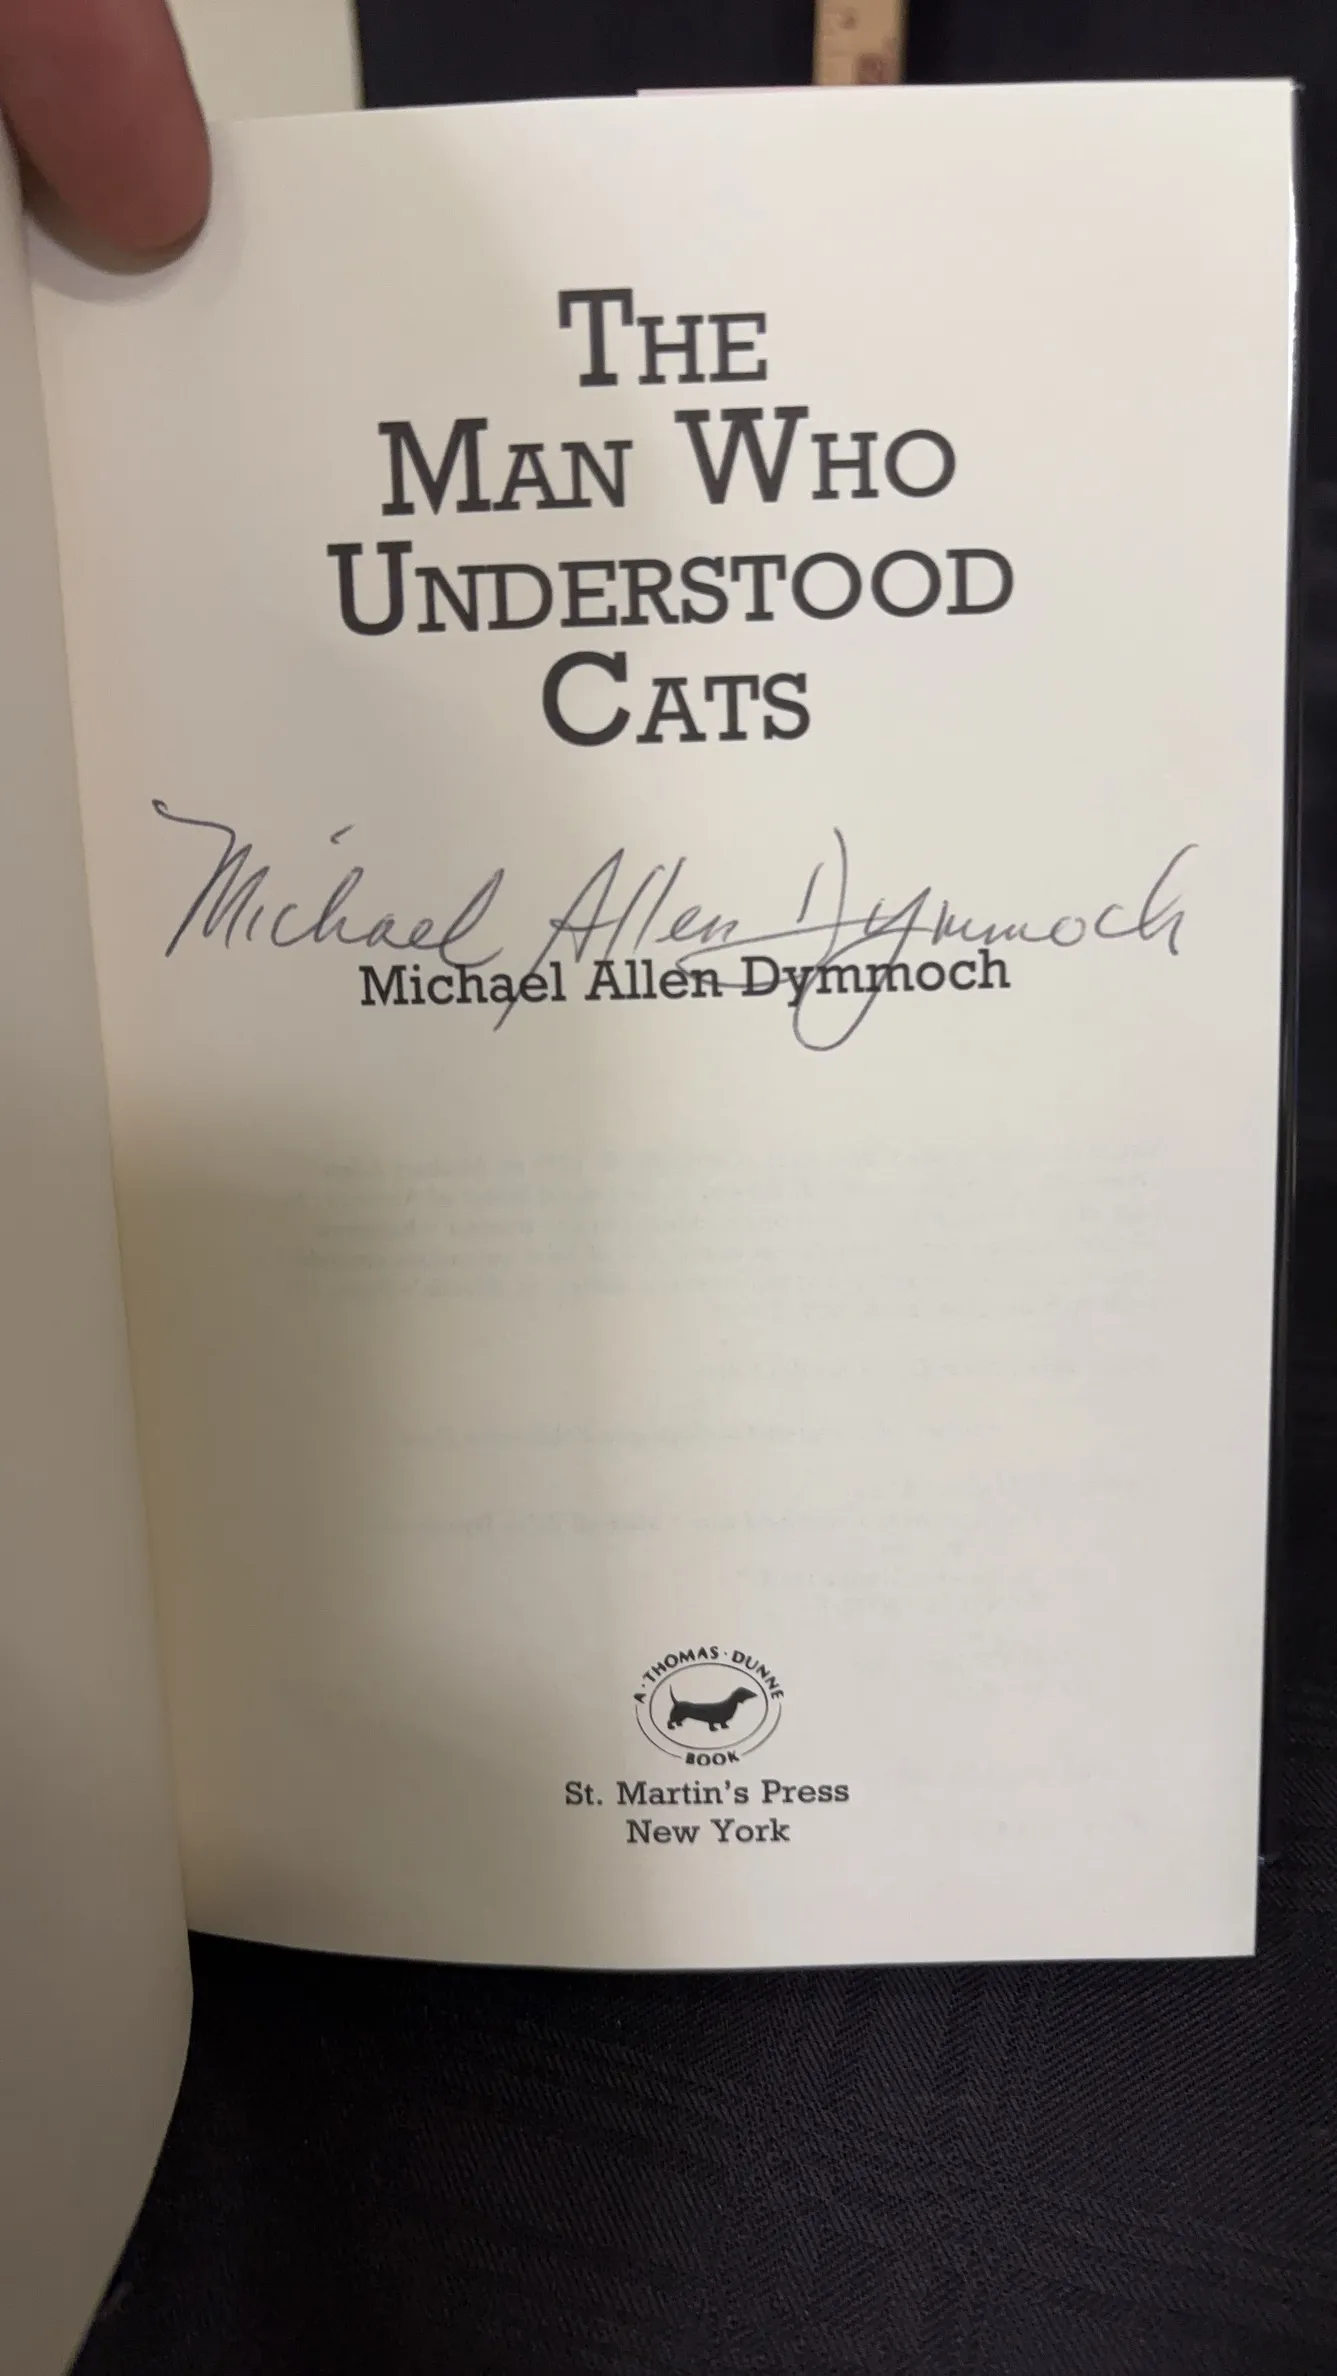 THE
MAN WHO
UNDERSTOOD
CATS
Michael Allen Dymmoch
Michael Allen Dymmoch
A · THOMAS · DUNNE
BOOK
St. Martin's Press
New York